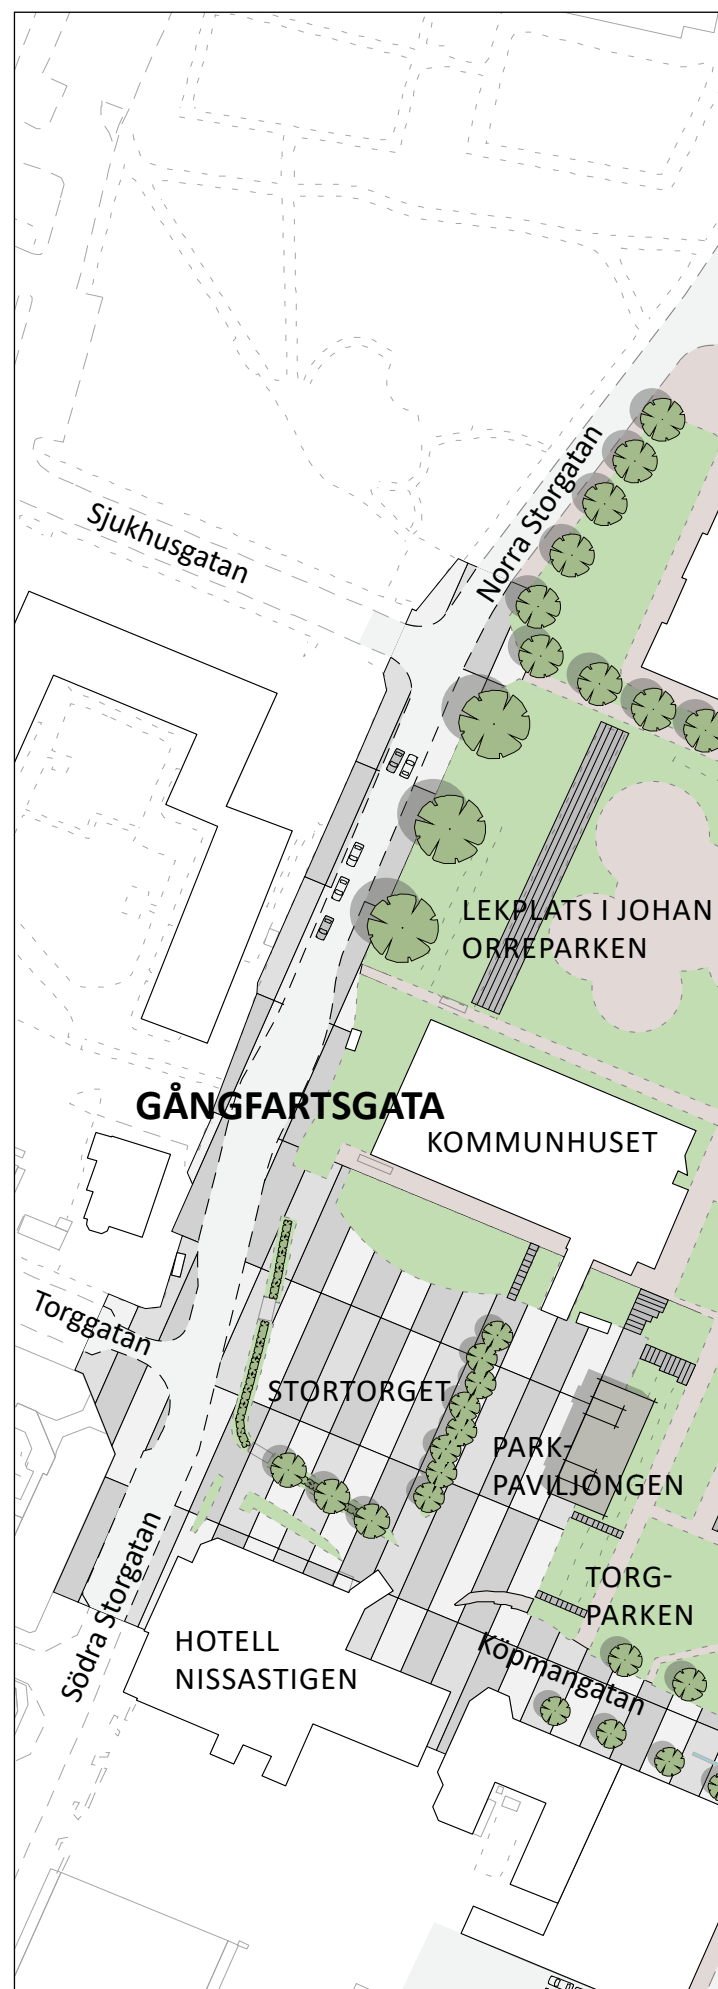 Norra Storgatan
Sjukhusgatan
LEKPLATS I JOHAN
ORREPARKEN
GÅNGFARTSGATA
KOMMUNHUSET
Torggatan
STORTORGET
PARK-
PAVILJONGEN
TORG-
PARKEN
Södra Storgatan
HOTELL
NISSASTIGEN
Köpmangatan